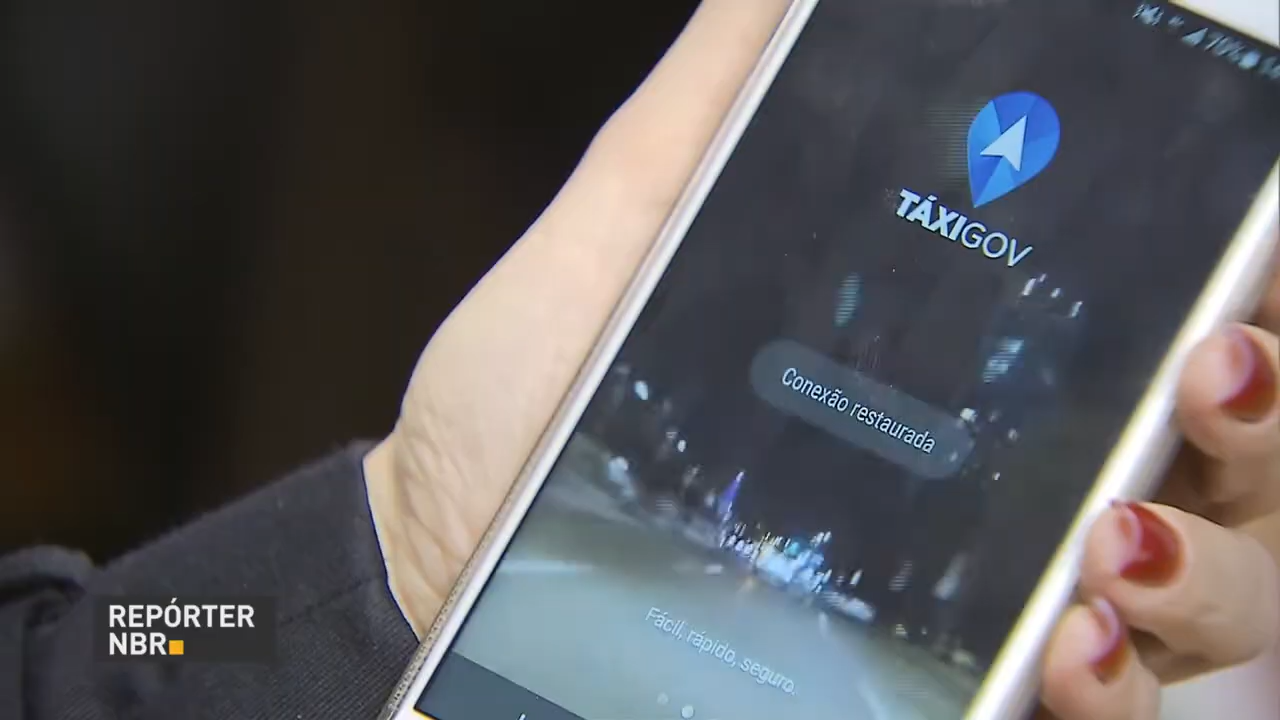 TÁXIGOV
Conexão restaurada
Fácil, rápido, seguro.
REPÓRTER
NBR